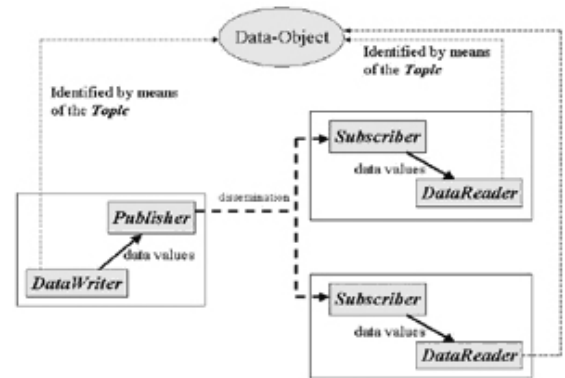 Data-Object
Identified by means
of the Topic
Identified by means
of the Topic
Subscriber
data values
DataReader
Publisher
dissemination
data values
DataWriter
Subscriber
data values
DataReader